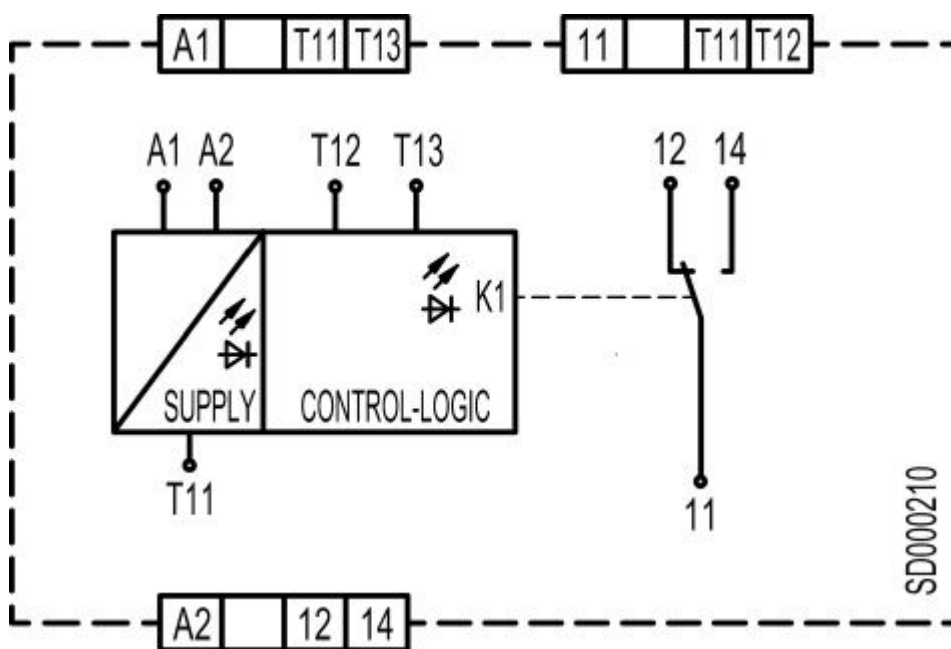 A1 T11 T13 11 T11 T12
A1 A2 T12 T13 12 14
K1
SUPPLY CONTROL-LOGIC
T11 11
SD000210
A2 12 14